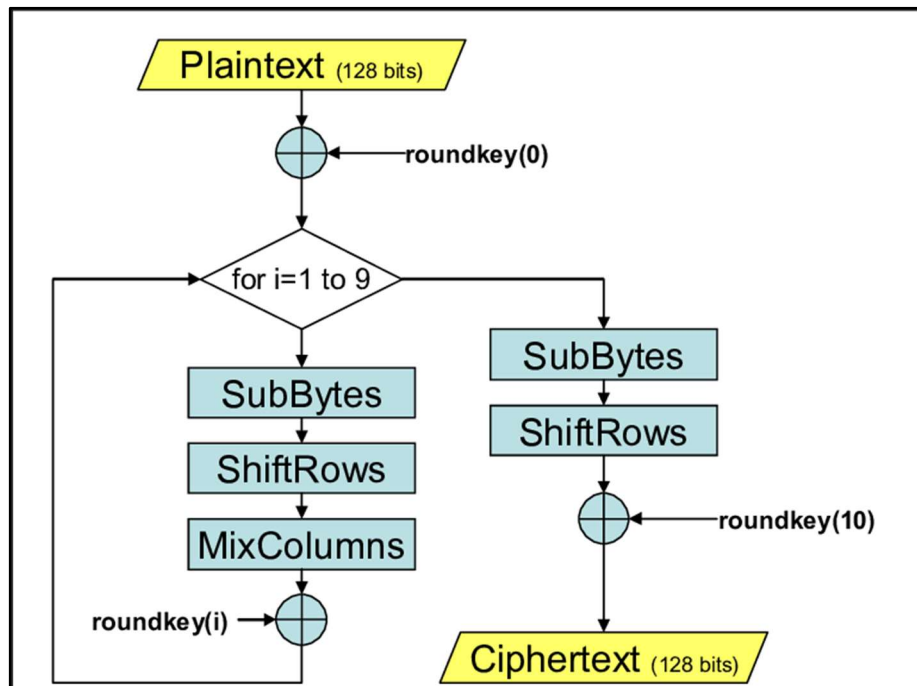 Plaintext (128 bits)
roundkey(0)
for i=1 to 9
SubBytes
ShiftRows
MixColumns
roundkey(i)
SubBytes
ShiftRows
roundkey(10)
Ciphertext (128 bits)